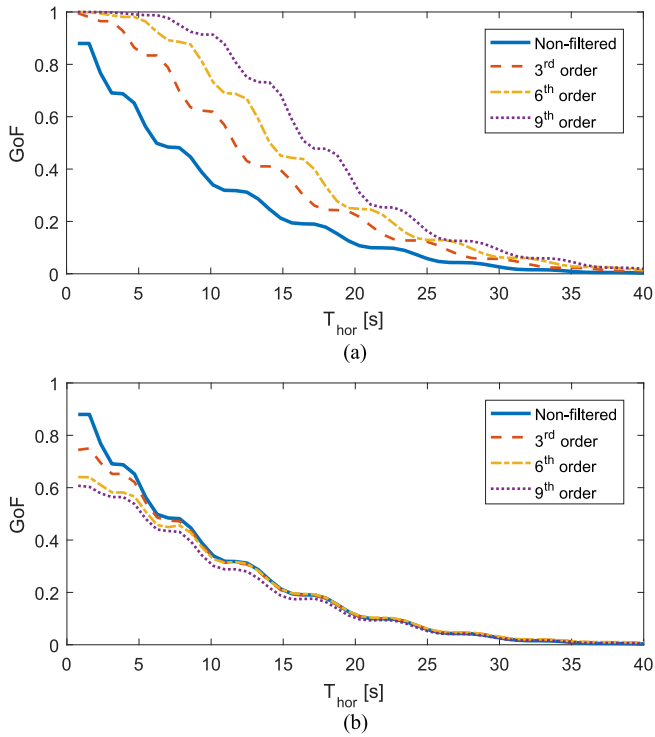 1
0.8
0.6
0.4
0.2
0
GoF
0 5 10 15 20 25 30 35 40
T_hor [s]
Non-filtered
3rd order
6th order
9th order
(a)
1
0.8
0.6
0.4
0.2
0
GoF
0 5 10 15 20 25 30 35 40
T_hor [s]
Non-filtered
3rd order
6th order
9th order
(b)